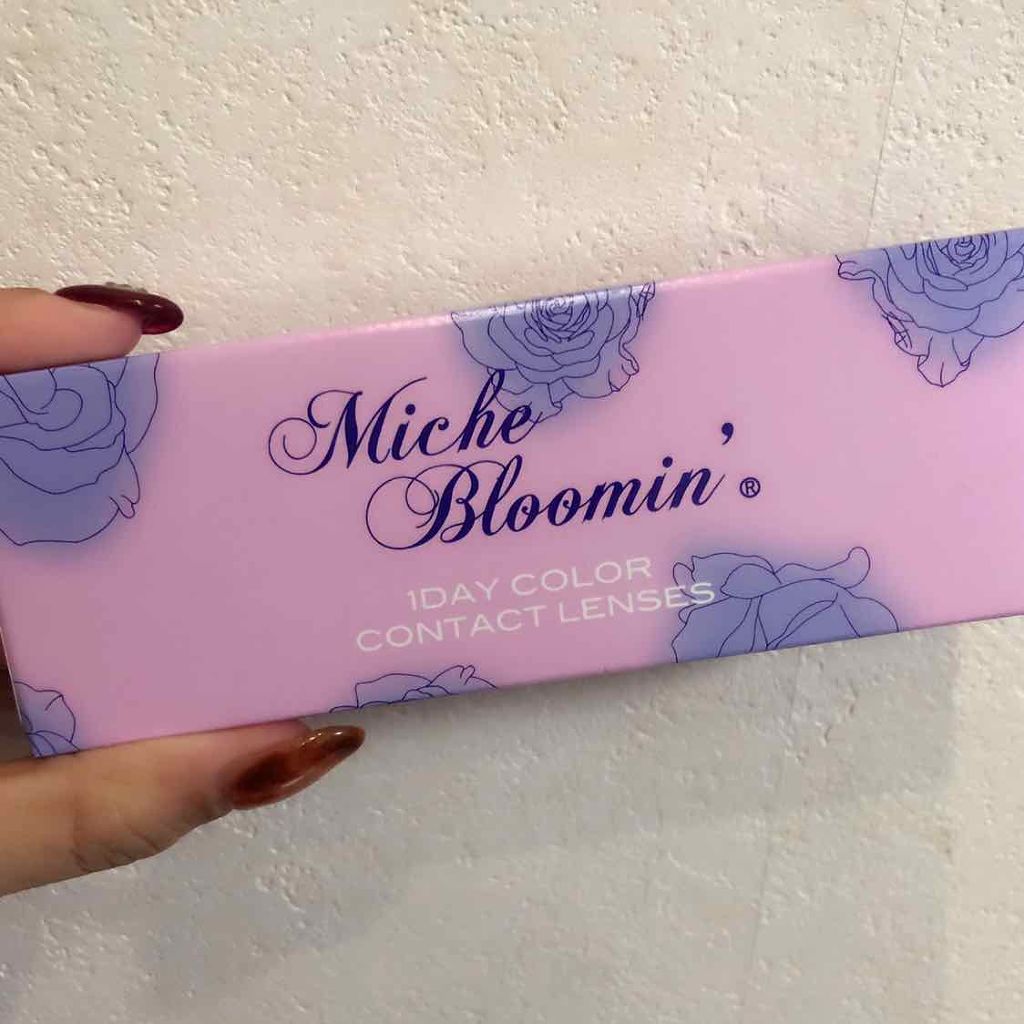 Miche
Bloomin'®
1DAY COLOR
CONTACT LENSES